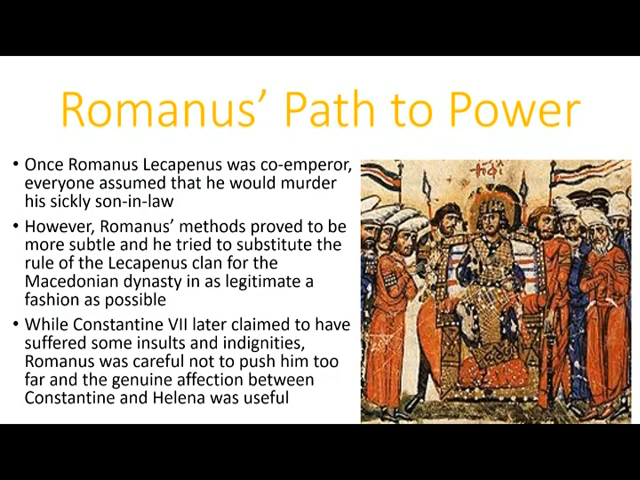 Romanus’ Path to Power
• Once Romanus Lecapenus was co-emperor,
everyone assumed that he would murder
his sickly son-in-law
• However, Romanus’ methods proved to be
more subtle and he tried to substitute the
rule of the Lecapenus clan for the
Macedonian dynasty in as legitimate a
fashion as possible
• While Constantine VII later claimed to have
suffered some insults and indignities,
Romanus was careful not to push him too
far and the genuine affection between
Constantine and Helena was useful